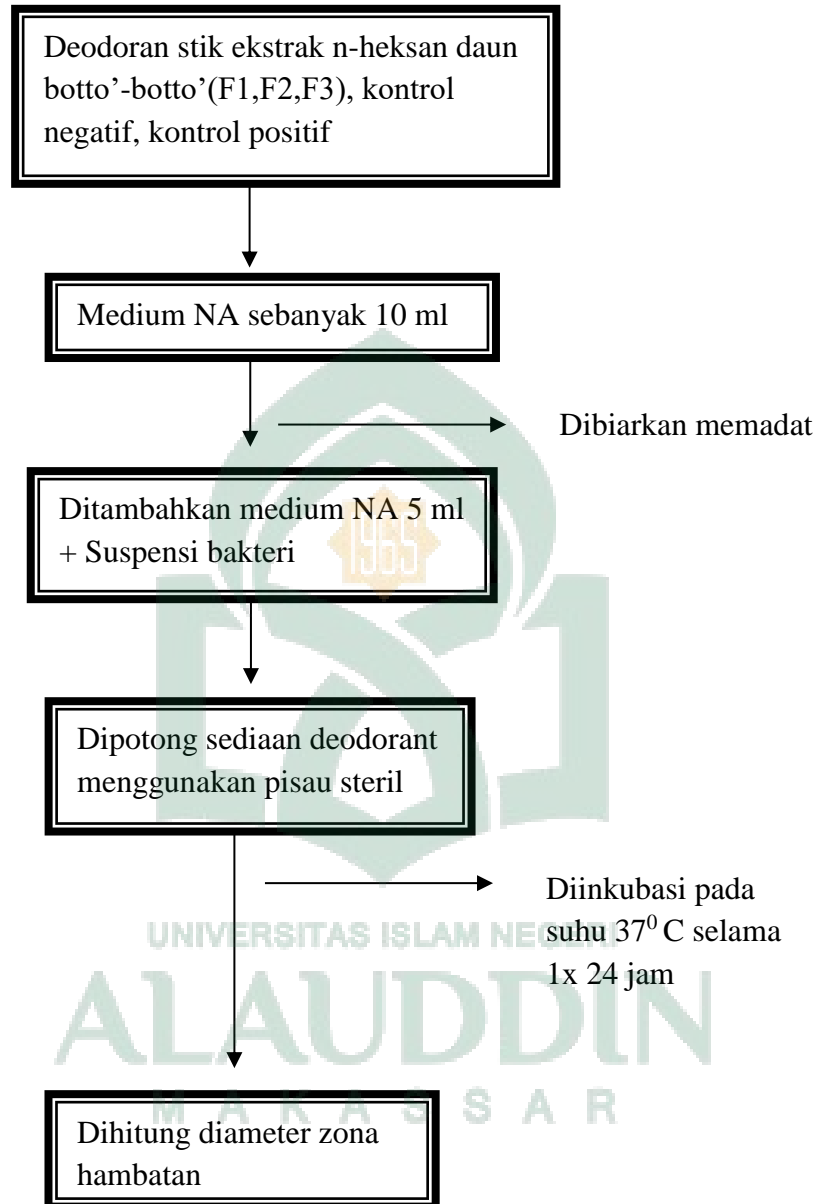 Deodoran stik ekstrak n-heksan daun
botto’-botto’(F1,F2,F3), kontrol
negatif, kontrol positif
Medium NA sebanyak 10 ml
Dibiarkan memadat
Ditambahkan medium NA 5 ml
+ Suspensi bakteri
1965
Dipotong sediaan deodorant
menggunakan pisau steril
Diinkubasi pada
suhu 37⁰ C selama
1x 24 jam
UNIVERSITAS ISLAM NEGERI
ALAUDDIN
MAKASSAR
Dihitung diameter zona
hambatan